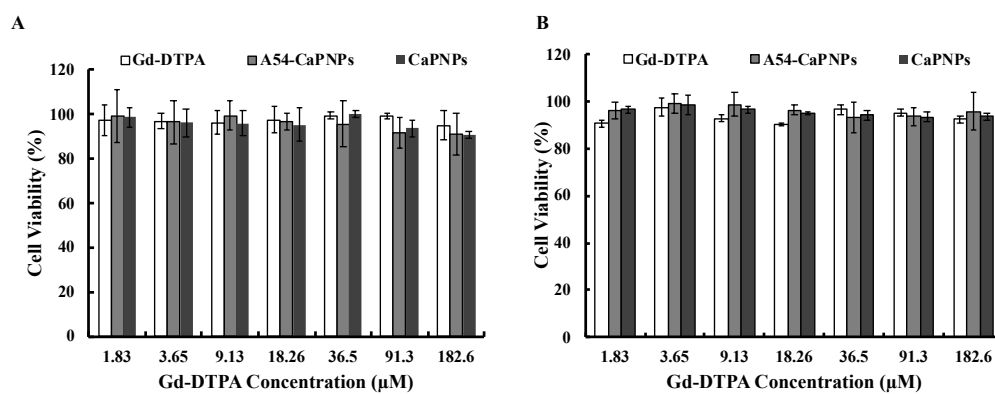 A
120
Gd-DTPA A54-CaPNPs CaPNPs
100
80
60
40
20
0
Cell Viability (%)
1.83 3.65 9.13 18.26 36.5 91.3 182.6
Gd-DTPA Concentration (μM)
B
120
Gd-DTPA A54-CaPNPs CaPNPs
100
80
60
40
20
0
Cell Viability (%)
1.83 3.65 9.13 18.26 36.5 91.3 182.6
Gd-DTPA Concentration (μM)